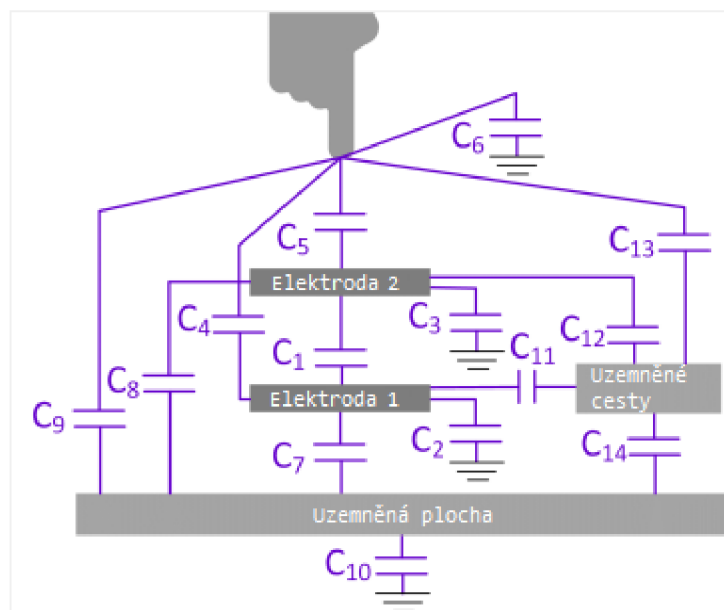 C6
C5
C13
Elektroda 2
C4
C3
C12
C1
C11
C8
Uzemněné
cesty
Elektroda 1
C9
C2
C7
C14
Uzemněná plocha
C10